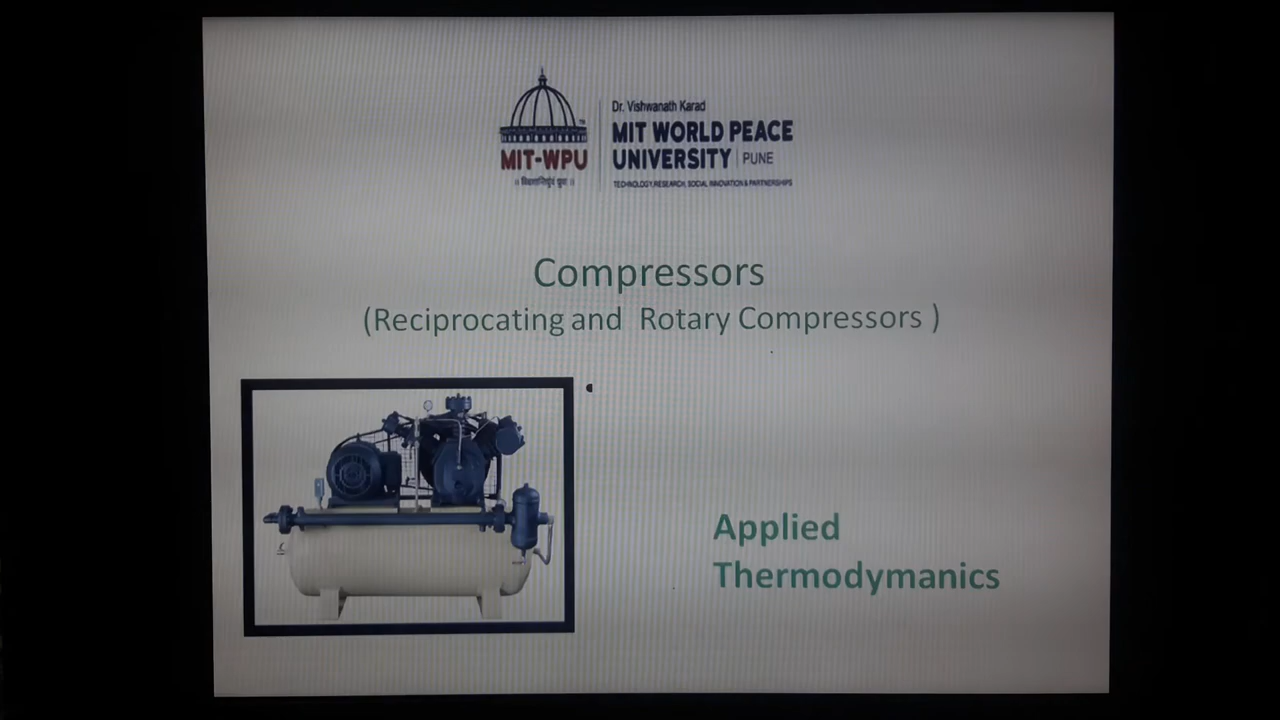 Dr. Vishwanath Karad
MIT WORLD PEACE
UNIVERSITY | PUNE
TECHNOLOGY, RESEARCH, SOCIAL INNOVATION & PARTNERSHIPS
MIT-WPU
Compressors
(Reciprocating and Rotary Compressors )
Applied
Thermodymanics